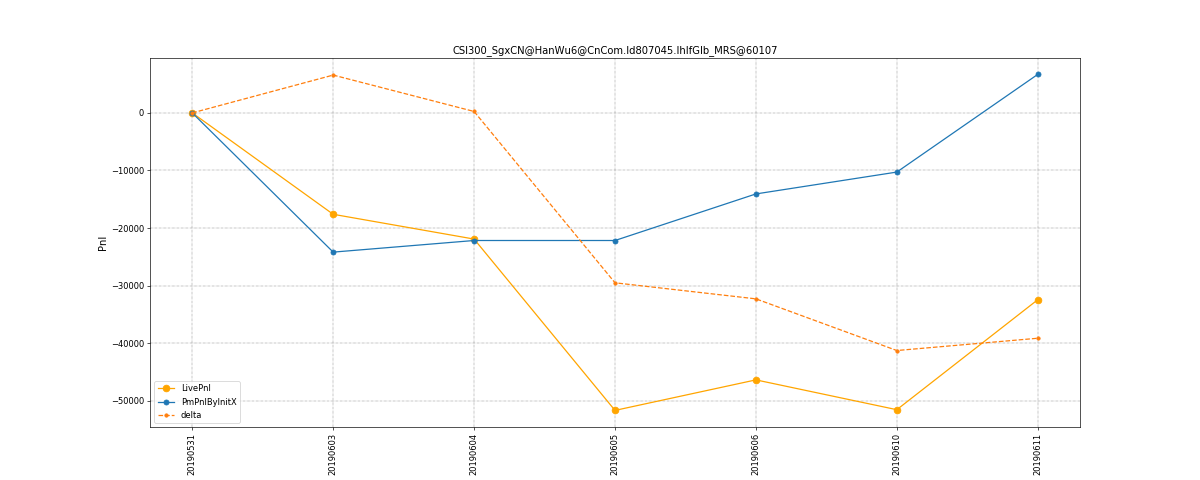 CSI300_SgxCN@HanWu6@CnCom.Id807045.IhIfGIb_MRS@60107
Pnl
0
−10000
−20000
−30000
−40000
−50000
LivePnl
PmPnlByInitX
delta
20190531
20190603
20190604
20190605
20190606
20190610
20190611